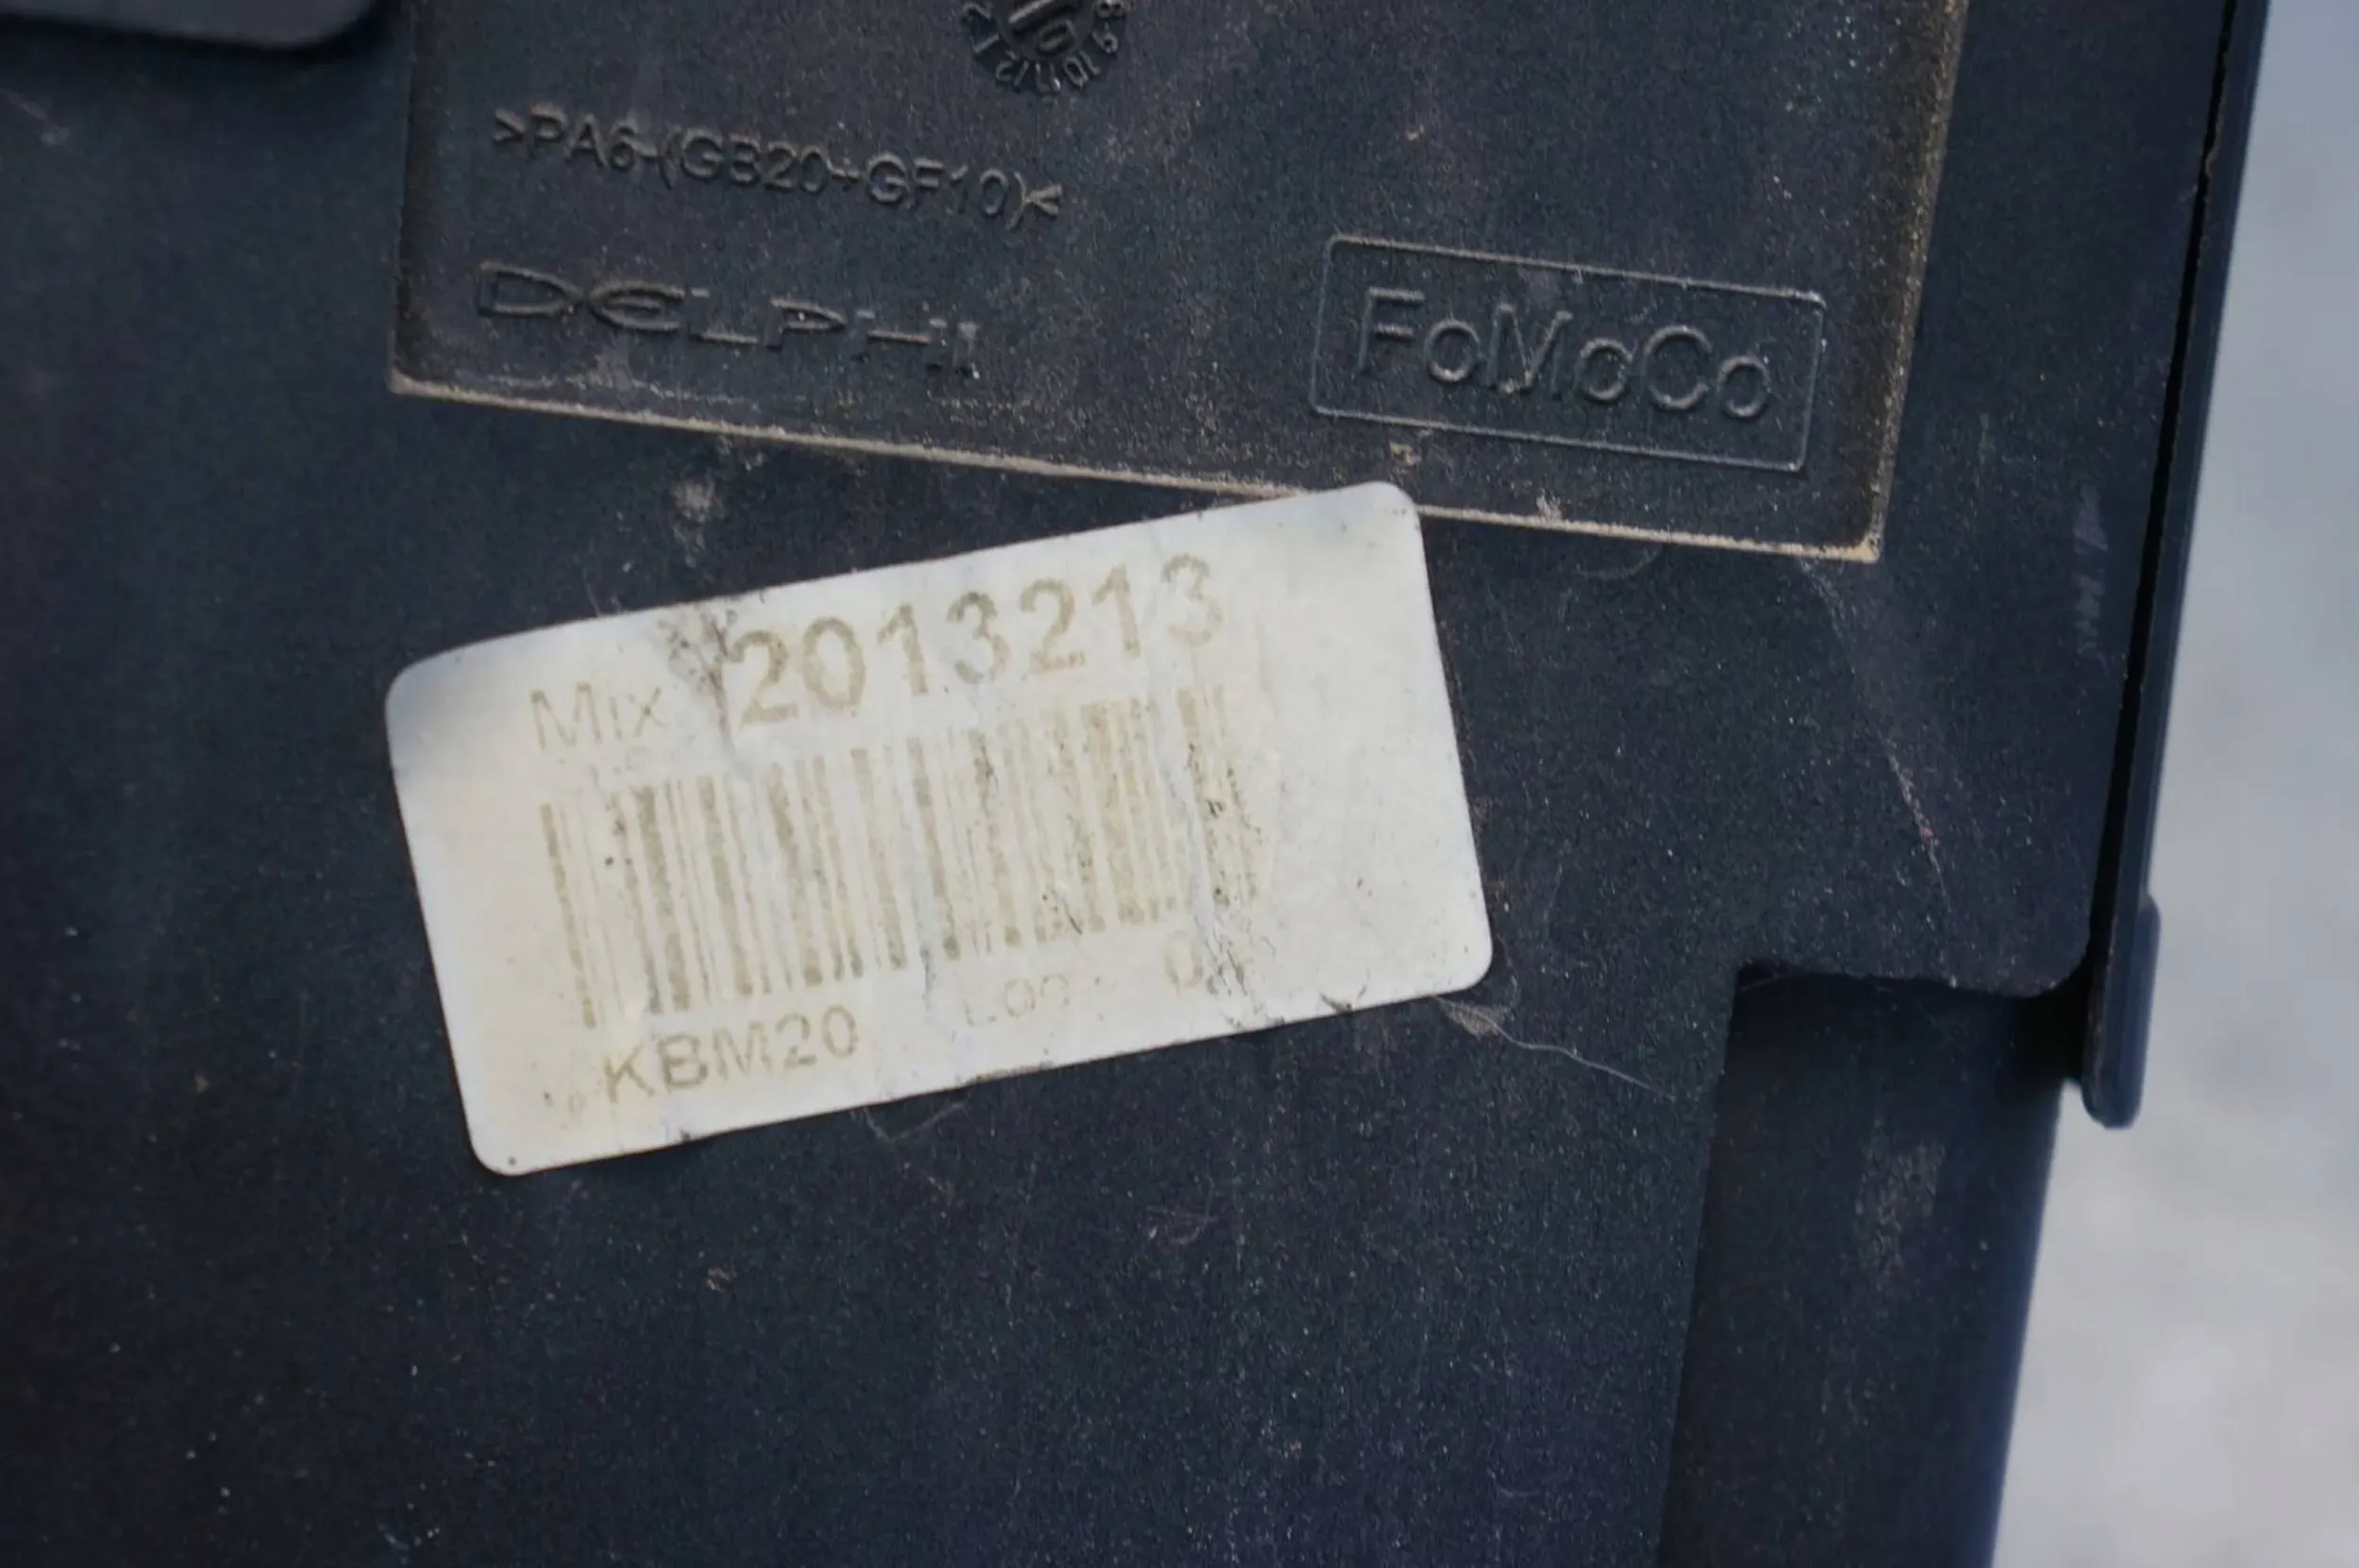 >PA6-(GB20+GF10)<
DELPHI
FoMoCo
Mix 2013213
KBM20